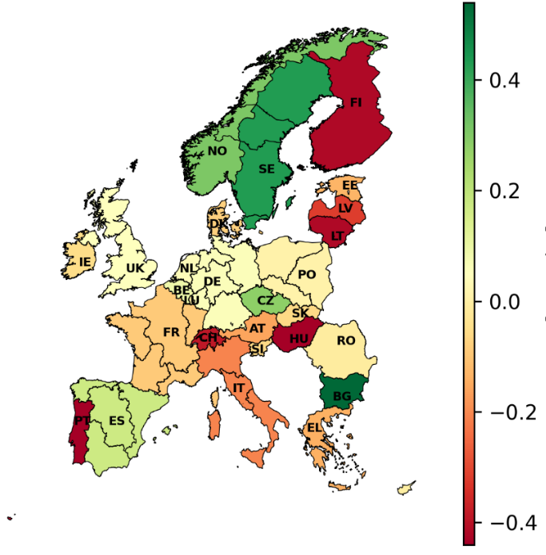 0.4
FI
NO
SE
EE
0.2
LV
DK
LT
IE
UK
NL
PO
DE
BE
LU
CZ
0.0
SK
FR
AT
CH
HU
RO
SI
IT
BG
−0.2
PT
ES
EL
−0.4